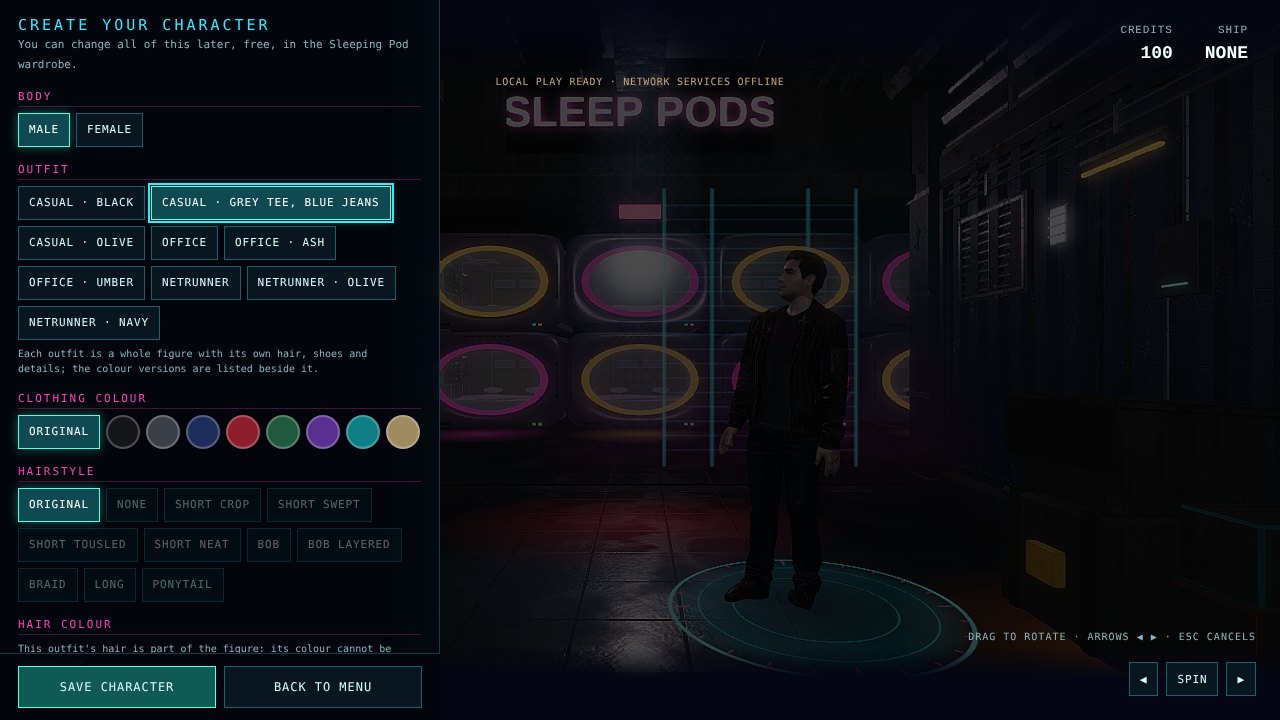 CREATE YOUR CHARACTER
You can change all of this later, free, in the Sleeping Pod
wardrobe.
BODY
MALE FEMALE
OUTFIT
CASUAL · BLACK CASUAL · GREY TEE, BLUE JEANS
CASUAL · OLIVE OFFICE OFFICE · ASH
OFFICE · UMBER NETRUNNER NETRUNNER · OLIVE
NETRUNNER · NAVY
Each outfit is a whole figure with its own hair, shoes and
details; the colour versions are listed beside it.
CLOTHING COLOUR
ORIGINAL
HAIRSTYLE
ORIGINAL NONE SHORT CROP SHORT SWEPT
SHORT TOUSLED SHORT NEAT BOB BOB LAYERED
BRAID LONG PONYTAIL
HAIR COLOUR
This outfit's hair is part of the figure: its colour cannot be
SAVE CHARACTER BACK TO MENU
LOCAL PLAY READY · NETWORK SERVICES OFFLINE
SLEEP PODS
CREDITS SHIP
100 NONE
DRAG TO ROTATE · ARROWS ◀ ▶ · ESC CANCELS
◀ SPIN ▶